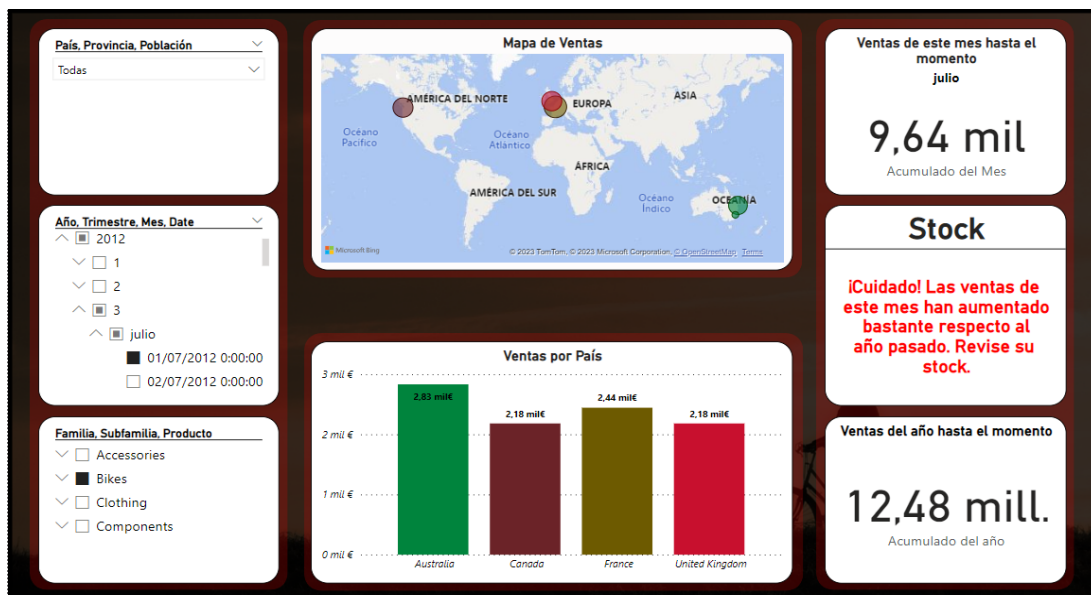 País, Provincia, Población
Todas
Año, Trimestre, Mes, Date
2012
1
2
3
julio
01/07/2012 0:00:00
02/07/2012 0:00:00
Familia, Subfamilia, Producto
Accessories
Bikes
Clothing
Components
Mapa de Ventas
AMÉRICA DEL NORTE
EUROPA
ASIA
Océano
Pacífico
Océano
Atlántico
ÁFRICA
AMÉRICA DEL SUR
Océano
Índico
OCEANÍA
Microsoft Bing
© 2023 TomTom, © 2023 Microsoft Corporation, © OpenStreetMap Terms
Ventas por País
3 mil €
2 mil €
1 mil €
0 mil €
2,83 mil€
2,18 mil€
2,44 mil€
2,18 mil€
Australia
Canada
France
United Kingdom
Ventas de este mes hasta el
momento
julio
9,64 mil
Acumulado del Mes
Stock
¡Cuidado! Las ventas de
este mes han aumentado
bastante respecto al
año pasado. Revise su
stock.
Ventas del año hasta el momento
12,48 mill.
Acumulado del año